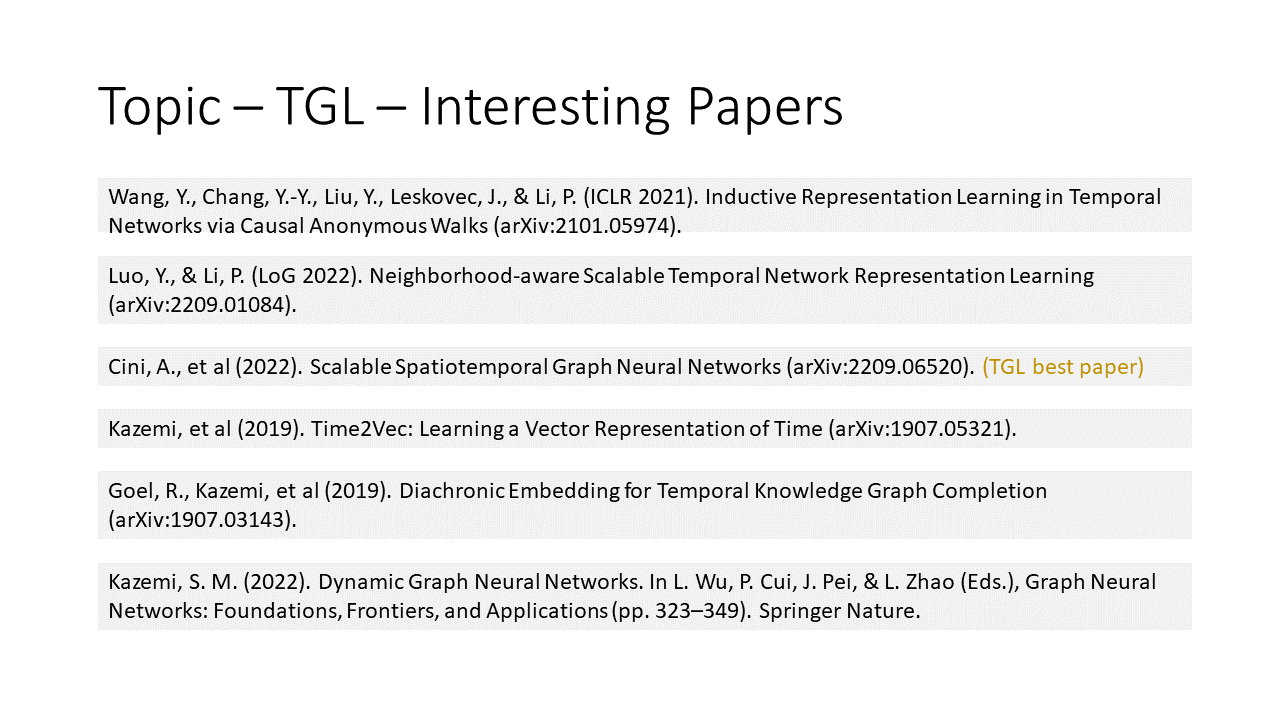 Topic – TGL – Interesting Papers
Wang, Y., Chang, Y.-Y., Liu, Y., Leskovec, J., & Li, P. (ICLR 2021). Inductive Representation Learning in Temporal
Networks via Causal Anonymous Walks (arXiv:2101.05974).
Luo, Y., & Li, P. (LoG 2022). Neighborhood-aware Scalable Temporal Network Representation Learning
(arXiv:2209.01084).
Cini, A., et al (2022). Scalable Spatiotemporal Graph Neural Networks (arXiv:2209.06520). (TGL best paper)
Kazemi, et al (2019). Time2Vec: Learning a Vector Representation of Time (arXiv:1907.05321).
Goel, R., Kazemi, et al (2019). Diachronic Embedding for Temporal Knowledge Graph Completion
(arXiv:1907.03143).
Kazemi, S. M. (2022). Dynamic Graph Neural Networks. In L. Wu, P. Cui, J. Pei, & L. Zhao (Eds.), Graph Neural
Networks: Foundations, Frontiers, and Applications (pp. 323–349). Springer Nature.